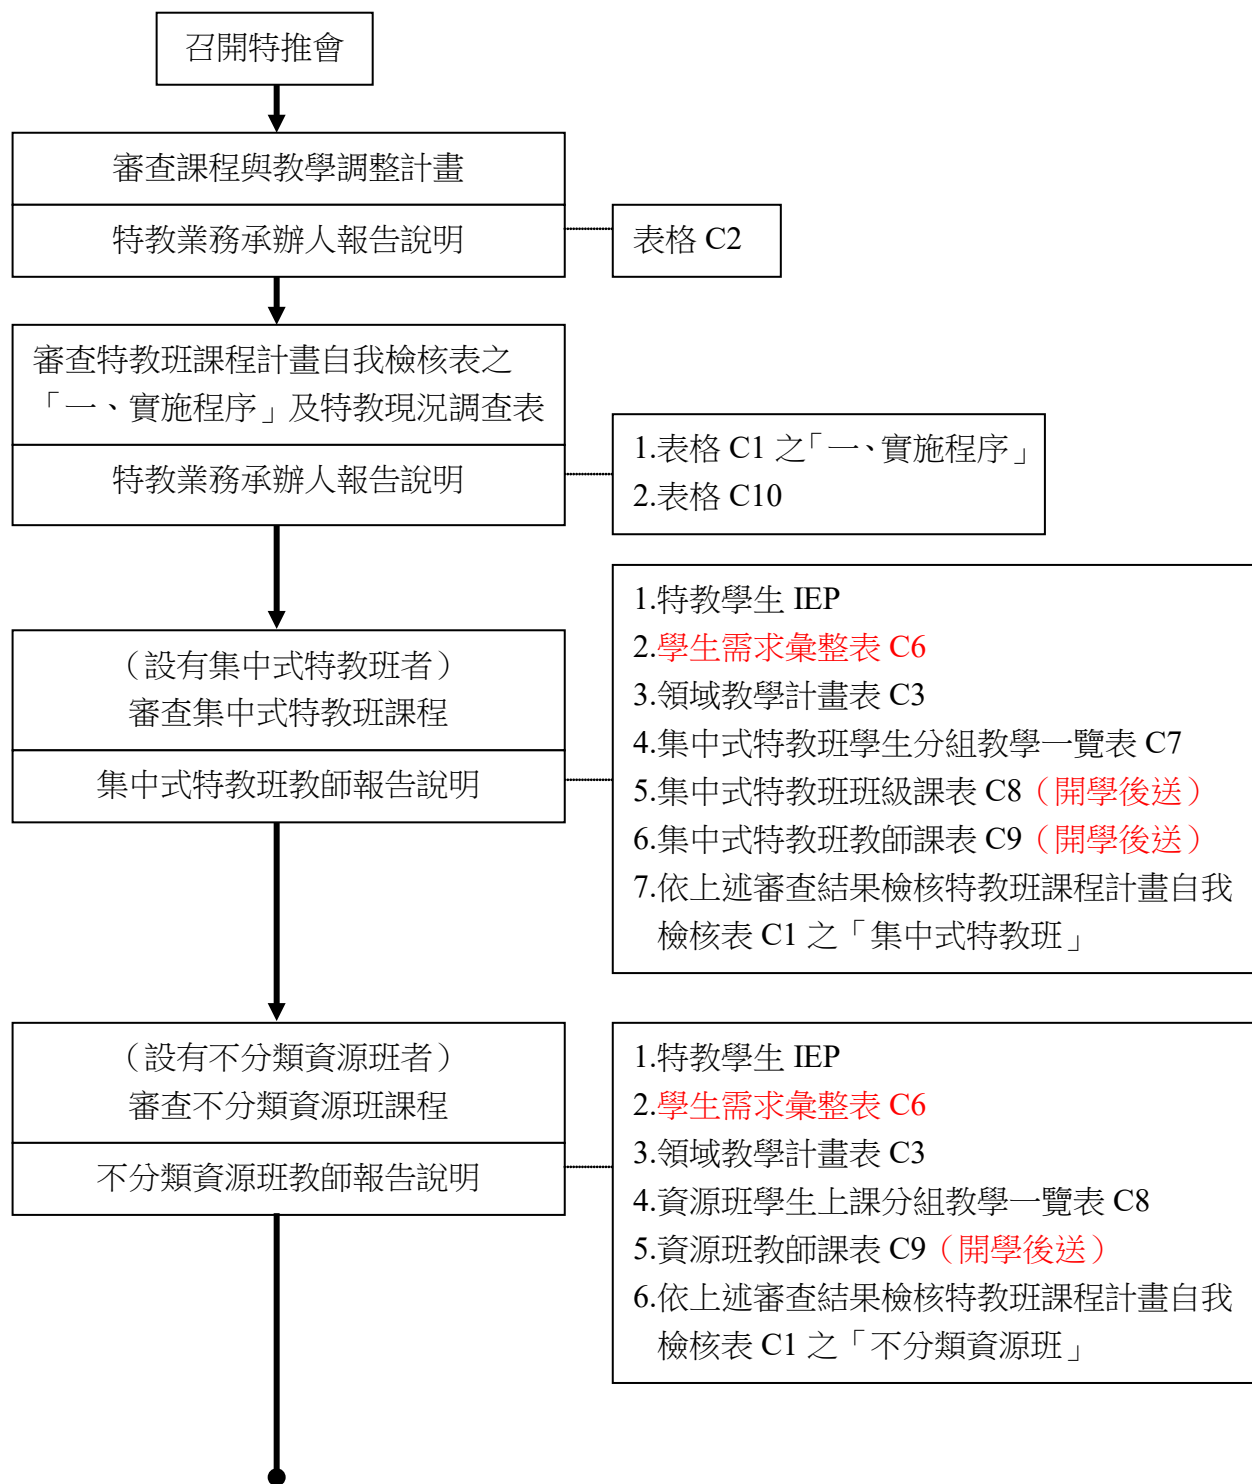 召開特推會
審查課程與教學調整計畫
特教業務承辦人報告說明
表格 C2
審查特教班課程計畫自我檢核表之
「一、實施程序」及特教現況調查表
特教業務承辦人報告說明
1.表格 C1 之「一、實施程序」
2.表格 C10
（設有集中式特教班者）
審查集中式特教班課程
集中式特教班教師報告說明
1.特教學生 IEP
2.學生需求彙整表 C6
3.領域教學計畫表 C3
4.集中式特教班學生分組教學一覽表 C7
5.集中式特教班班級課表 C8（開學後送）
6.集中式特教班教師課表 C9（開學後送）
7.依上述審查結果檢核特教班課程計畫自我
檢核表 C1 之「集中式特教班」
（設有不分類資源班者）
審查不分類資源班課程
不分類資源班教師報告說明
1.特教學生 IEP
2.學生需求彙整表 C6
3.領域教學計畫表 C3
4.資源班學生上課分組教學一覽表 C8
5.資源班教師課表 C9（開學後送）
6.依上述審查結果檢核特教班課程計畫自我
檢核表 C1 之「不分類資源班」